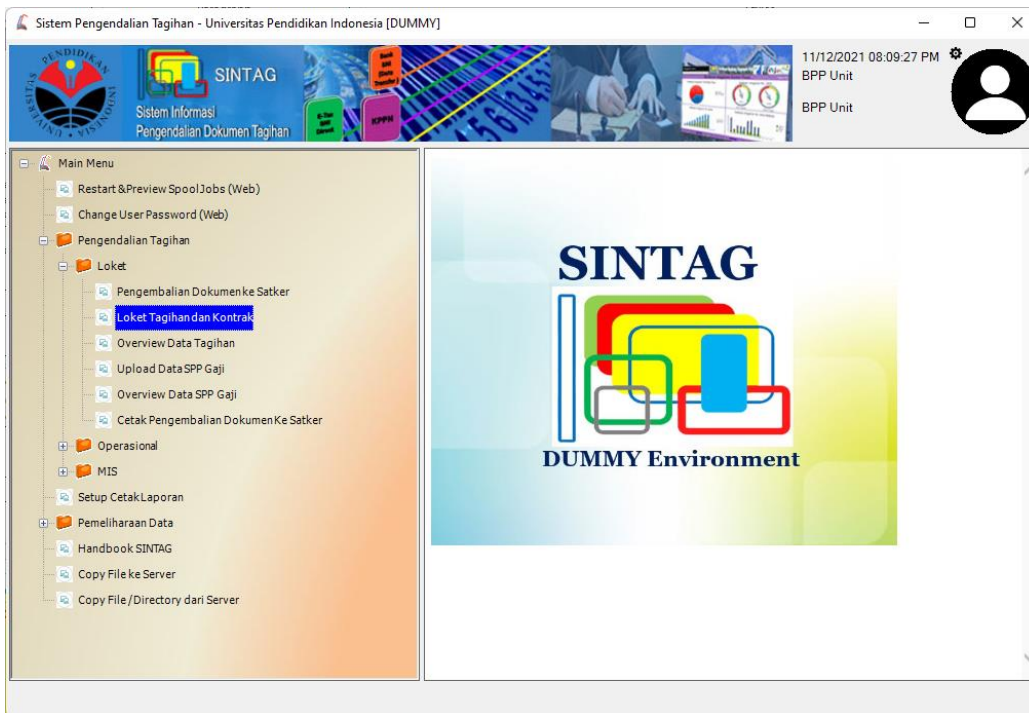 Sistem Pengendalian Tagihan - Universitas Pendidikan Indonesia [DUMMY]
UNIVERSITAS PENDIDIKAN INDONESIA
SINTAG
Sistem Informasi
Pengendalian Dokumen Tagihan
KPPN
11/12/2021 08:09:27 PM
BPP Unit
BPP Unit
Main Menu
Restart & Preview Spool Jobs (Web)
Change User Password (Web)
Pengendalian Tagihan
Loket
Pengembalian Dokumen ke Satker
Loket Tagihan dan Kontrak
Overview Data Tagihan
Upload Data SPP Gaji
Overview Data SPP Gaji
Cetak Pengembalian Dokumen Ke Satker
Operasional
MIS
Setup Cetak Laporan
Pemeliharaan Data
Handbook SINTAG
Copy File ke Server
Copy File / Directory dari Server
SINTAG
DUMMY Environment